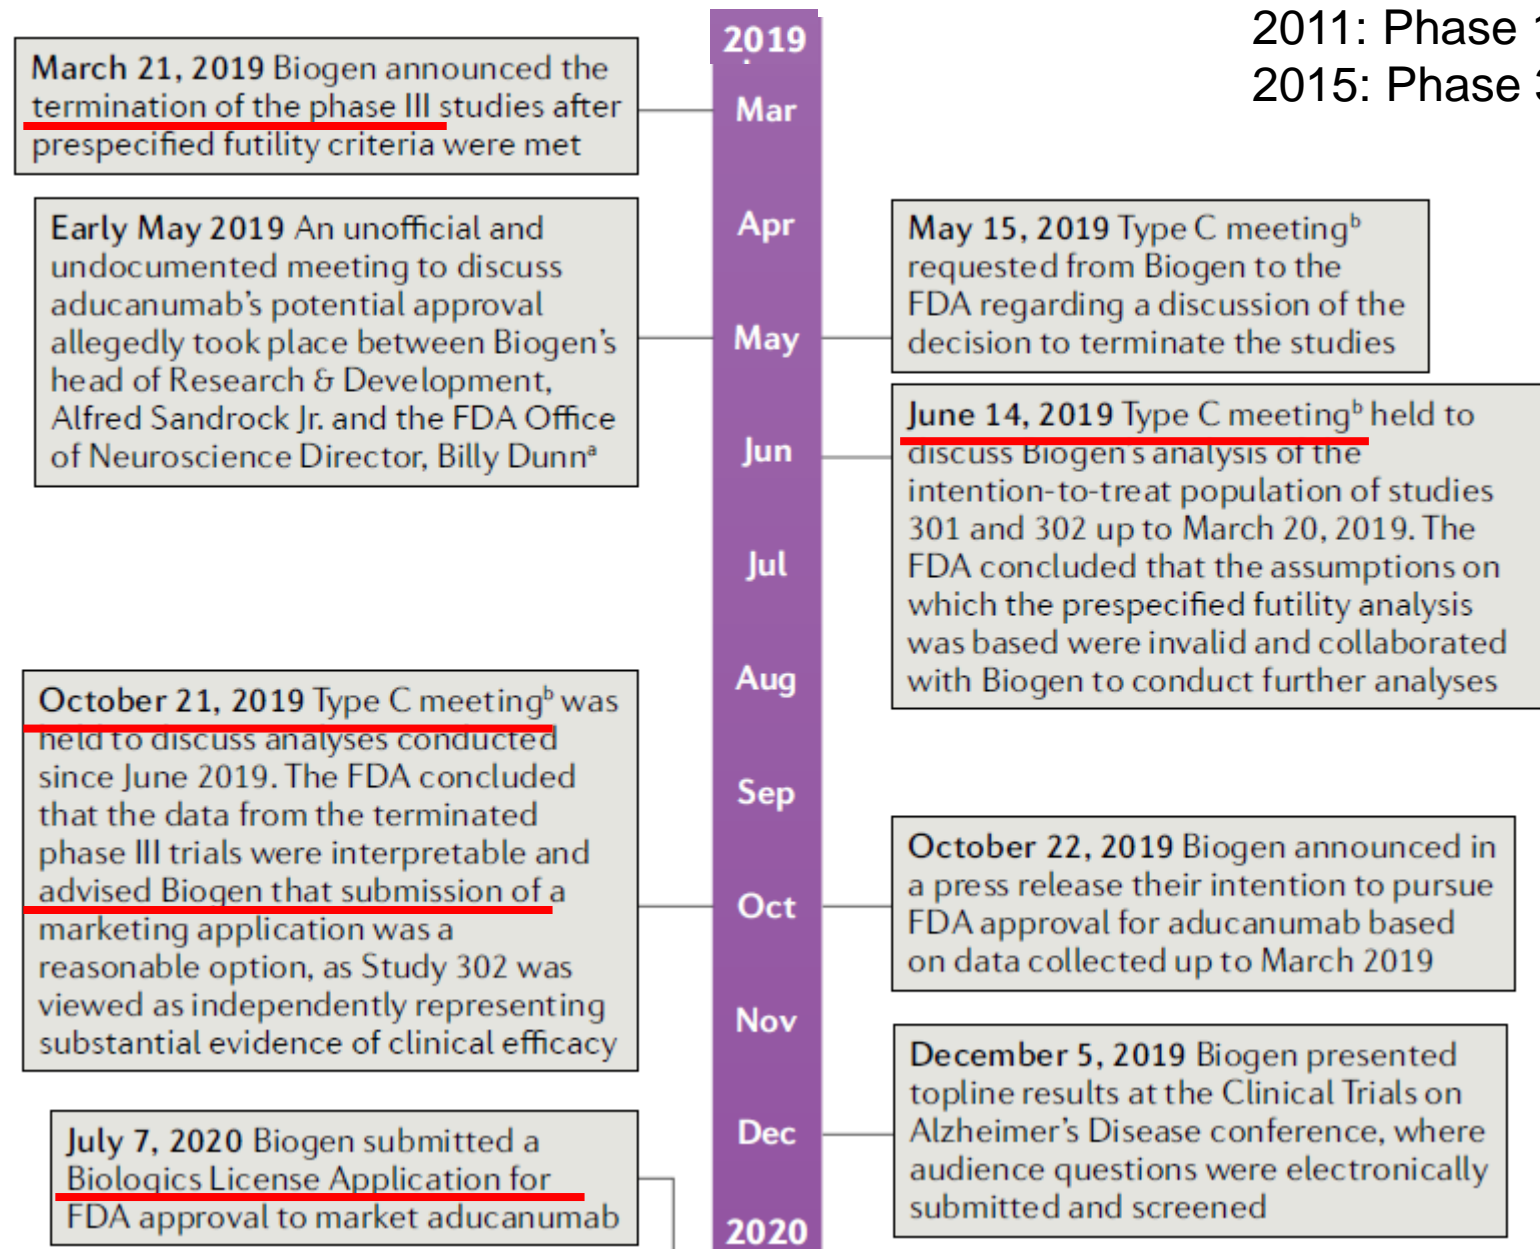 2011: Phase 1
2015: Phase 3
2019
March 21, 2019 Biogen announced the
termination of the phase III studies after
prespecified futility criteria were met
Mar
Early May 2019 An unofficial and
undocumented meeting to discuss
aducanumab’s potential approval
allegedly took place between Biogen’s
head of Research & Development,
Alfred Sandrock Jr. and the FDA Office
of Neuroscience Director, Billy Dunnᵃ
Apr
May 15, 2019 Type C meetingᵇ
requested from Biogen to the
FDA regarding a discussion of the
decision to terminate the studies
May
June 14, 2019 Type C meetingᵇ held to
discuss Biogen’s analysis of the
intention-to-treat population of studies
301 and 302 up to March 20, 2019. The
FDA concluded that the assumptions on
which the prespecified futility analysis
was based were invalid and collaborated
with Biogen to conduct further analyses
Jun
Jul
Aug
October 21, 2019 Type C meetingᵇ was
held to discuss analyses conducted
since June 2019. The FDA concluded
that the data from the terminated
phase III trials were interpretable and
advised Biogen that submission of a
marketing application was a
reasonable option, as Study 302 was
viewed as independently representing
substantial evidence of clinical efficacy
Sep
Oct
October 22, 2019 Biogen announced in
a press release their intention to pursue
FDA approval for aducanumab based
on data collected up to March 2019
Nov
December 5, 2019 Biogen presented
topline results at the Clinical Trials on
Alzheimer’s Disease conference, where
audience questions were electronically
submitted and screened
Dec
July 7, 2020 Biogen submitted a
Biologics License Application for
FDA approval to market aducanumab
2020